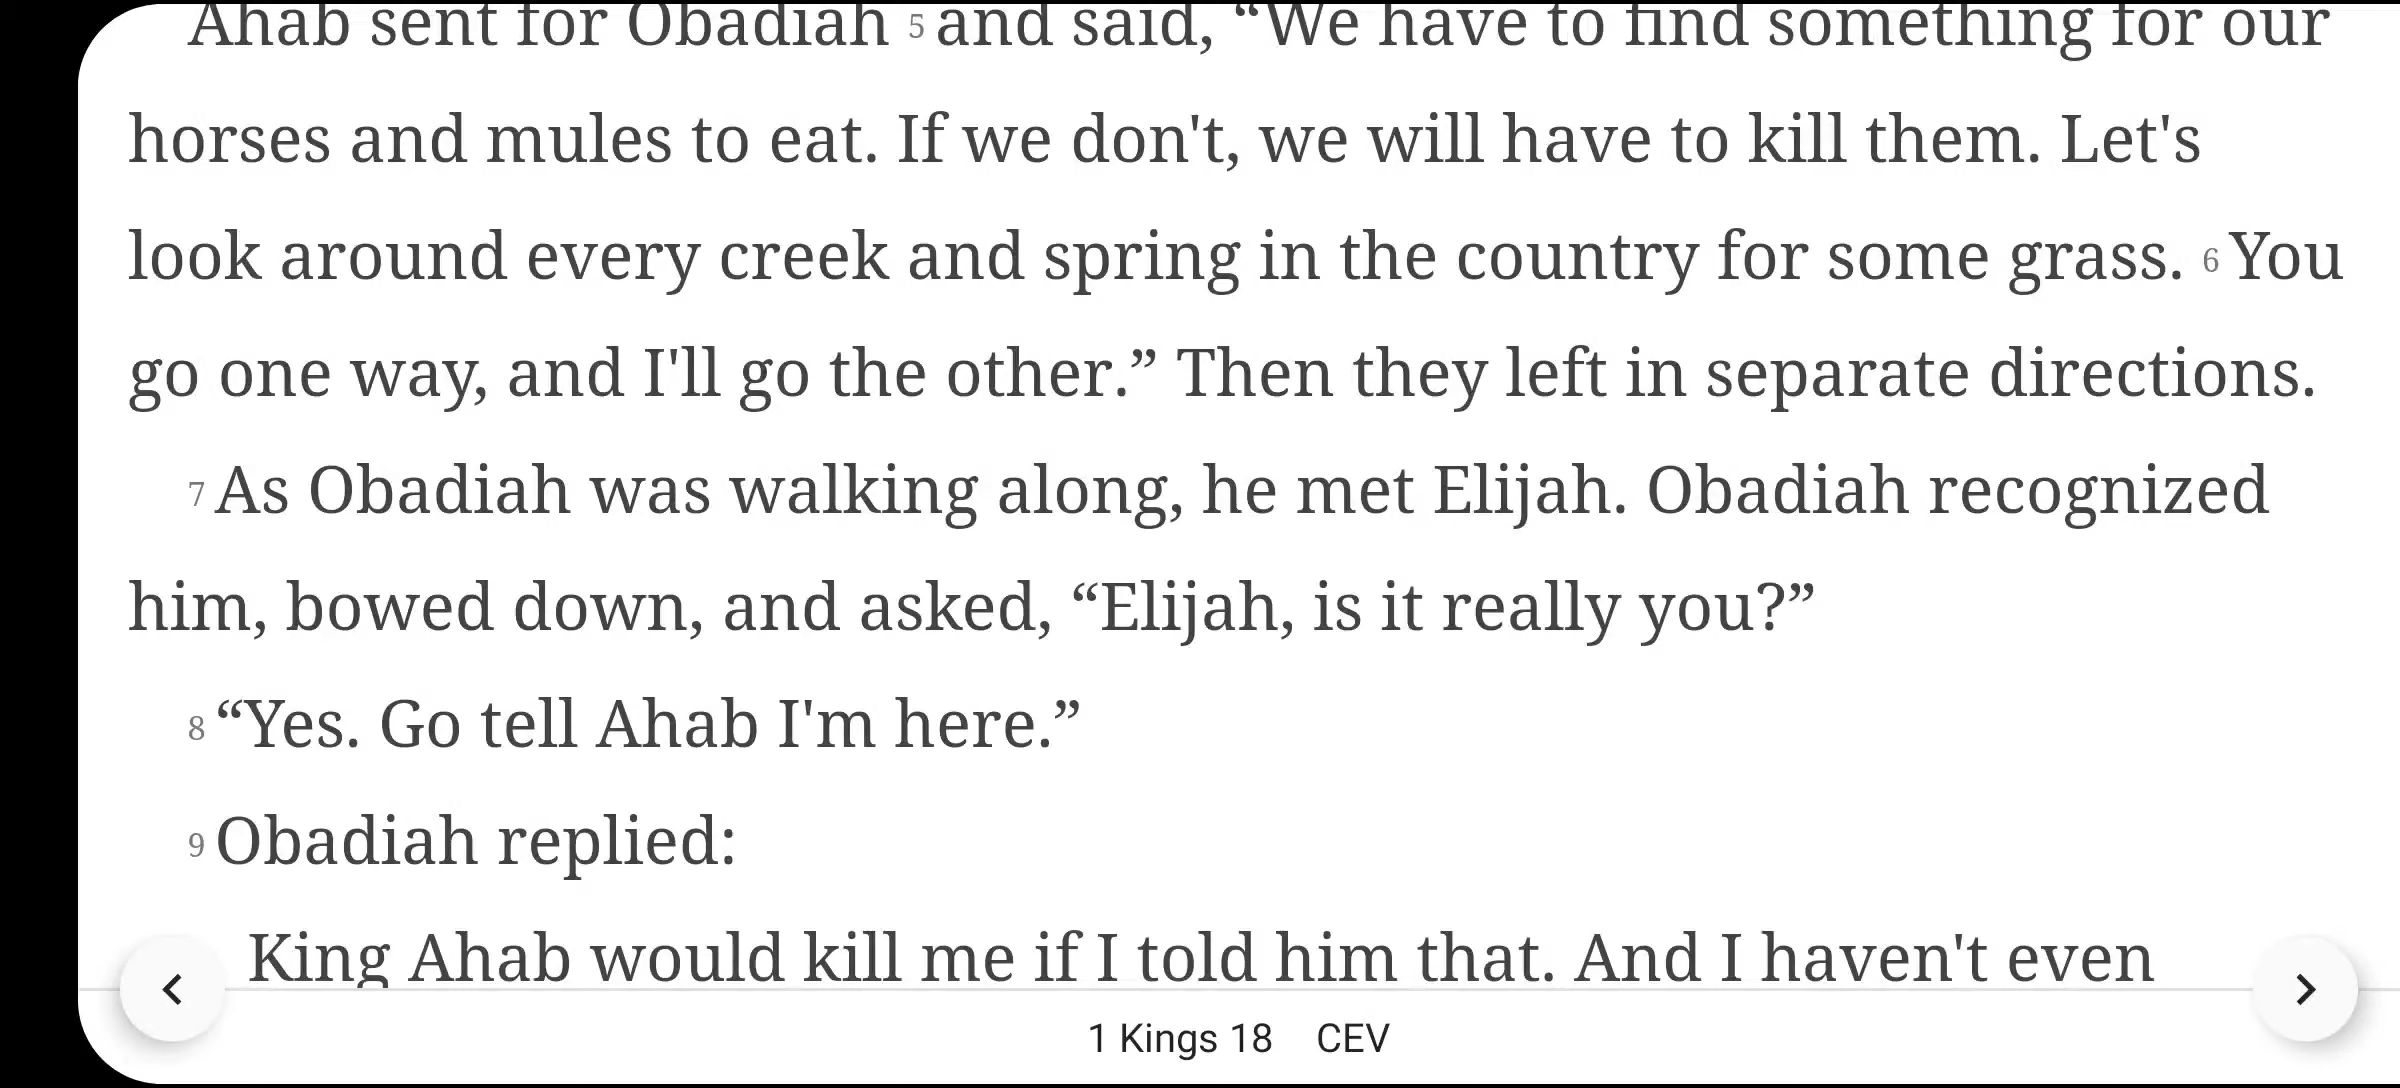 Ahab sent for Obadiah 5 and said, “We have to find something for our
horses and mules to eat. If we don't, we will have to kill them. Let's
look around every creek and spring in the country for some grass. 6 You
go one way, and I'll go the other.” Then they left in separate directions.
7 As Obadiah was walking along, he met Elijah. Obadiah recognized
him, bowed down, and asked, “Elijah, is it really you?”
8 “Yes. Go tell Ahab I'm here.”
9 Obadiah replied:
King Ahab would kill me if I told him that. And I haven't even
1 Kings 18 CEV